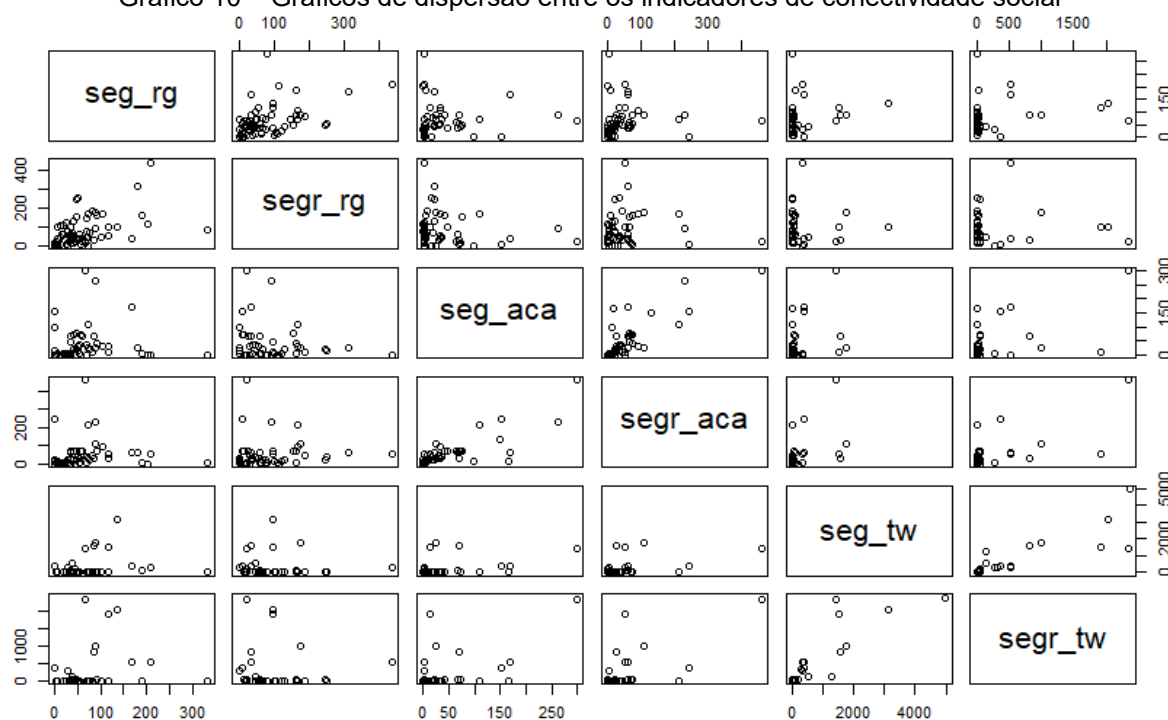 Gráfico 10 – Gráficos de dispersão entre os indicadores de conectividade social
0 100 300 0 100 300 0 500 1500
seg_rg
0 150
0 200 400
segr_rg
seg_aca
0 150 300
0 200
segr_aca
seg_tw
0 2000 5000
0 1000
segr_tw
0 100 200 300 0 50 150 250 0 2000 4000